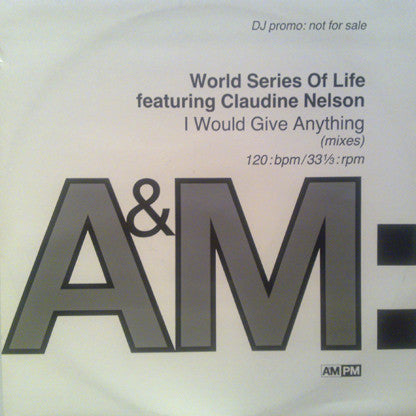 DJ promo: not for sale
World Series Of Life
featuring Claudine Nelson
I Would Give Anything
(mixes)
120:bpm/33⅓:rpm
A&M:
AM PM